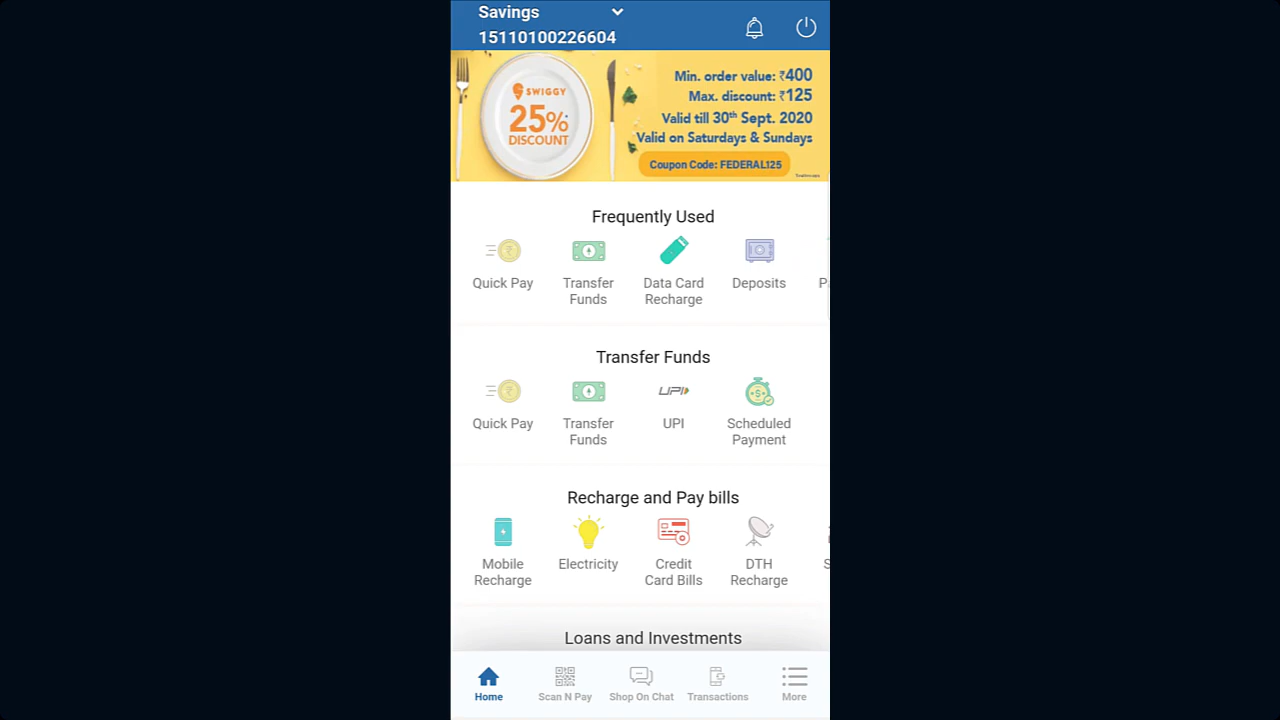 Savings
15110100226604
SWIGGY
25%
DISCOUNT
Min. order value: ₹400
Max. discount: ₹125
Valid till 30th Sept. 2020
Valid on Saturdays & Sundays
Coupon Code: FEDERAL125
Frequently Used
Quick Pay
Transfer
Funds
Data Card
Recharge
Deposits
P
Transfer Funds
Quick Pay
Transfer
Funds
UPI
Scheduled
Payment
Recharge and Pay bills
Mobile
Recharge
Electricity
Credit
Card Bills
DTH
Recharge
S
Loans and Investments
Home
Scan N Pay
Shop On Chat
Transactions
More